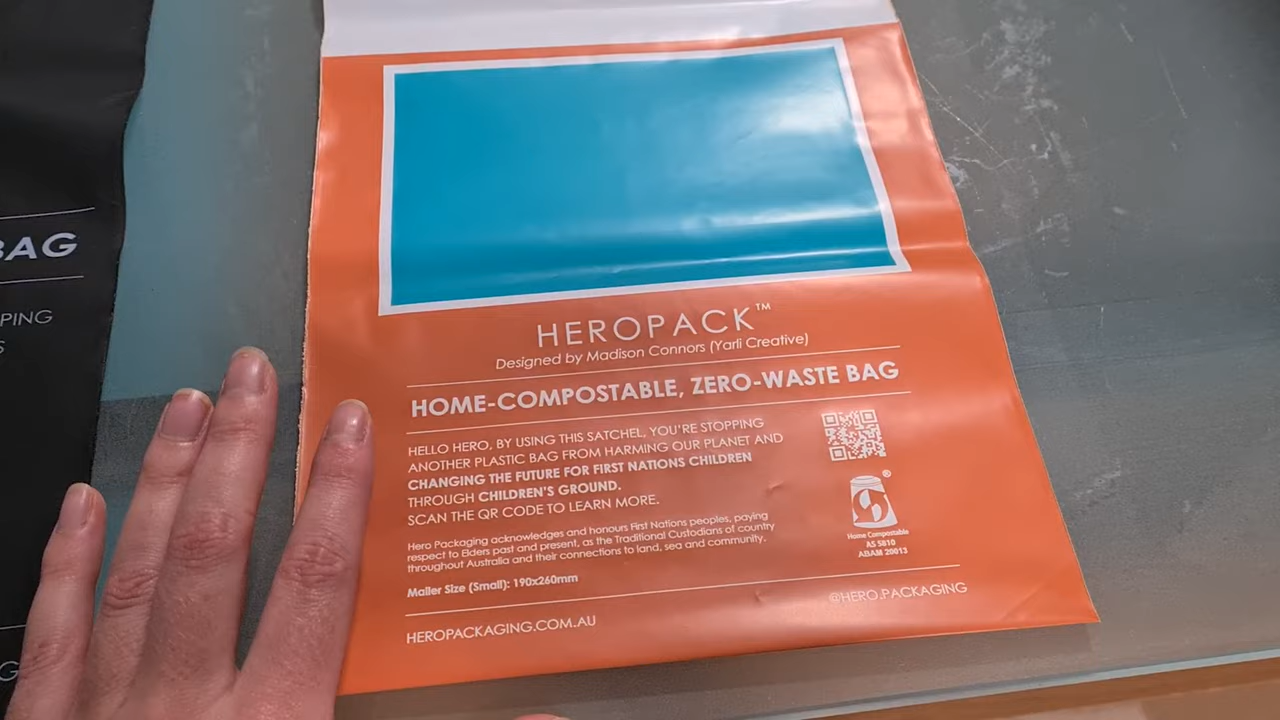 BAG
PING
S
G
HEROPACK™
Designed by Madison Connors (Yarli Creative)
HOME-COMPOSTABLE, ZERO-WASTE BAG
HELLO HERO, BY USING THIS SATCHEL, YOU'RE STOPPING
ANOTHER PLASTIC BAG FROM HARMING OUR PLANET AND
CHANGING THE FUTURE FOR FIRST NATIONS CHILDREN
THROUGH CHILDREN'S GROUND.
SCAN THE QR CODE TO LEARN MORE.
Hero Packaging acknowledges and honours First Nations peoples, paying
respect to Elders past and present, as the Traditional Custodians of country
throughout Australia and their connections to land, sea and community.
Mailer Size (Small): 190x260mm
®
Home Compostable
AS 5810
ABAM 20013
HEROPACKAGING.COM.AU
@HERO.PACKAGING